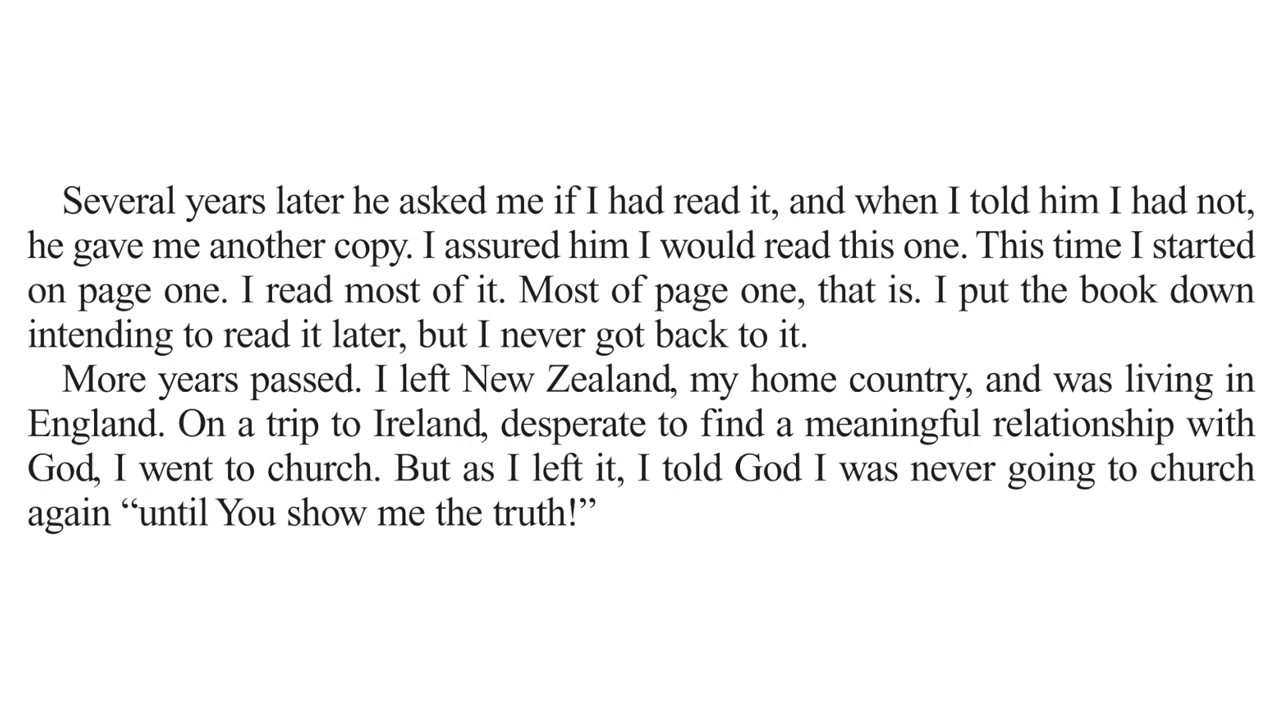 Several years later he asked me if I had read it, and when I told him I had not,
he gave me another copy. I assured him I would read this one. This time I started
on page one. I read most of it. Most of page one, that is. I put the book down
intending to read it later, but I never got back to it.
More years passed. I left New Zealand, my home country, and was living in
England. On a trip to Ireland, desperate to find a meaningful relationship with
God, I went to church. But as I left it, I told God I was never going to church
again “until You show me the truth!”